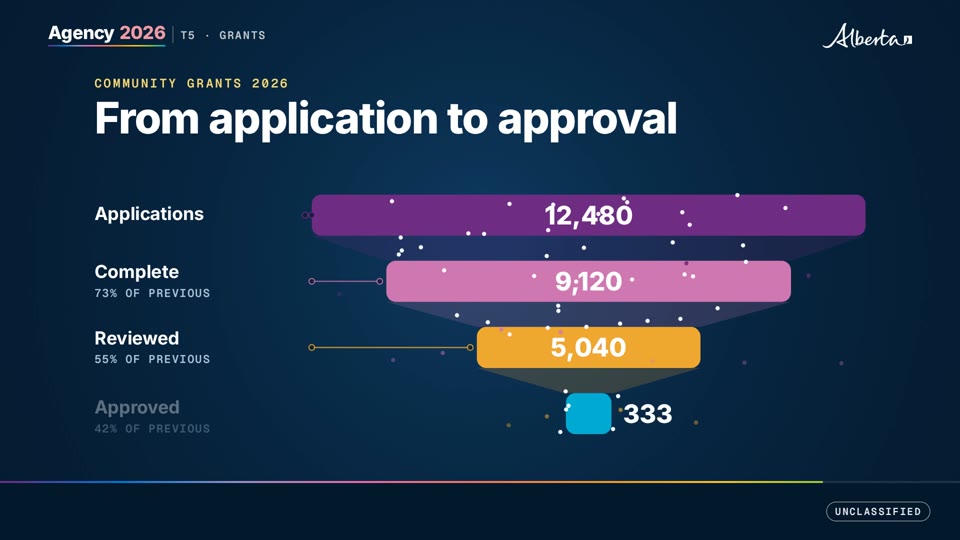 Agency 2026 | T5 · GRANTS
Alberta
COMMUNITY GRANTS 2026
From application to approval
Applications
12,480
Complete
73% OF PREVIOUS
9,120
Reviewed
55% OF PREVIOUS
5,040
Approved
42% OF PREVIOUS
333
UNCLASSIFIED